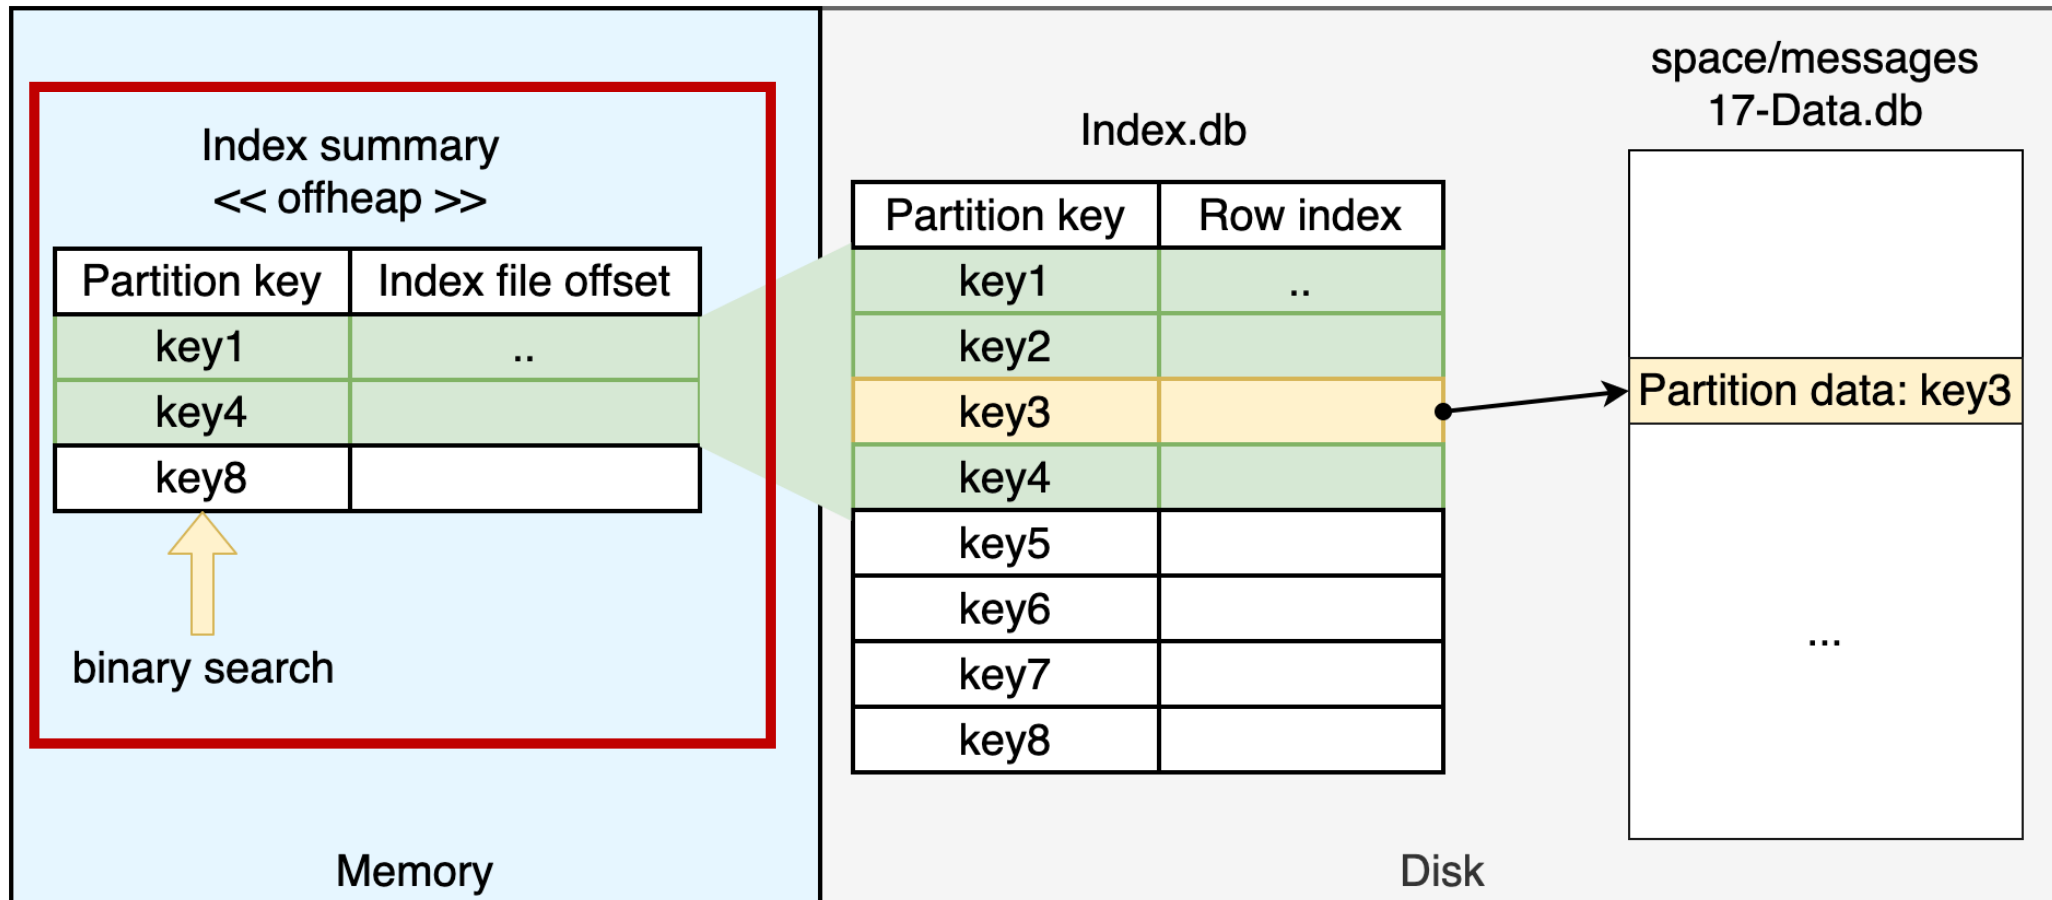 Index summary
<< offheap >>
Partition key Index file offset
key1 ..
key4
key8
binary search
Memory
Index.db
Partition key Row index
key1 ..
key2
key3
key4
key5
key6
key7
key8
space/messages
17-Data.db
Partition data: key3
...
Disk